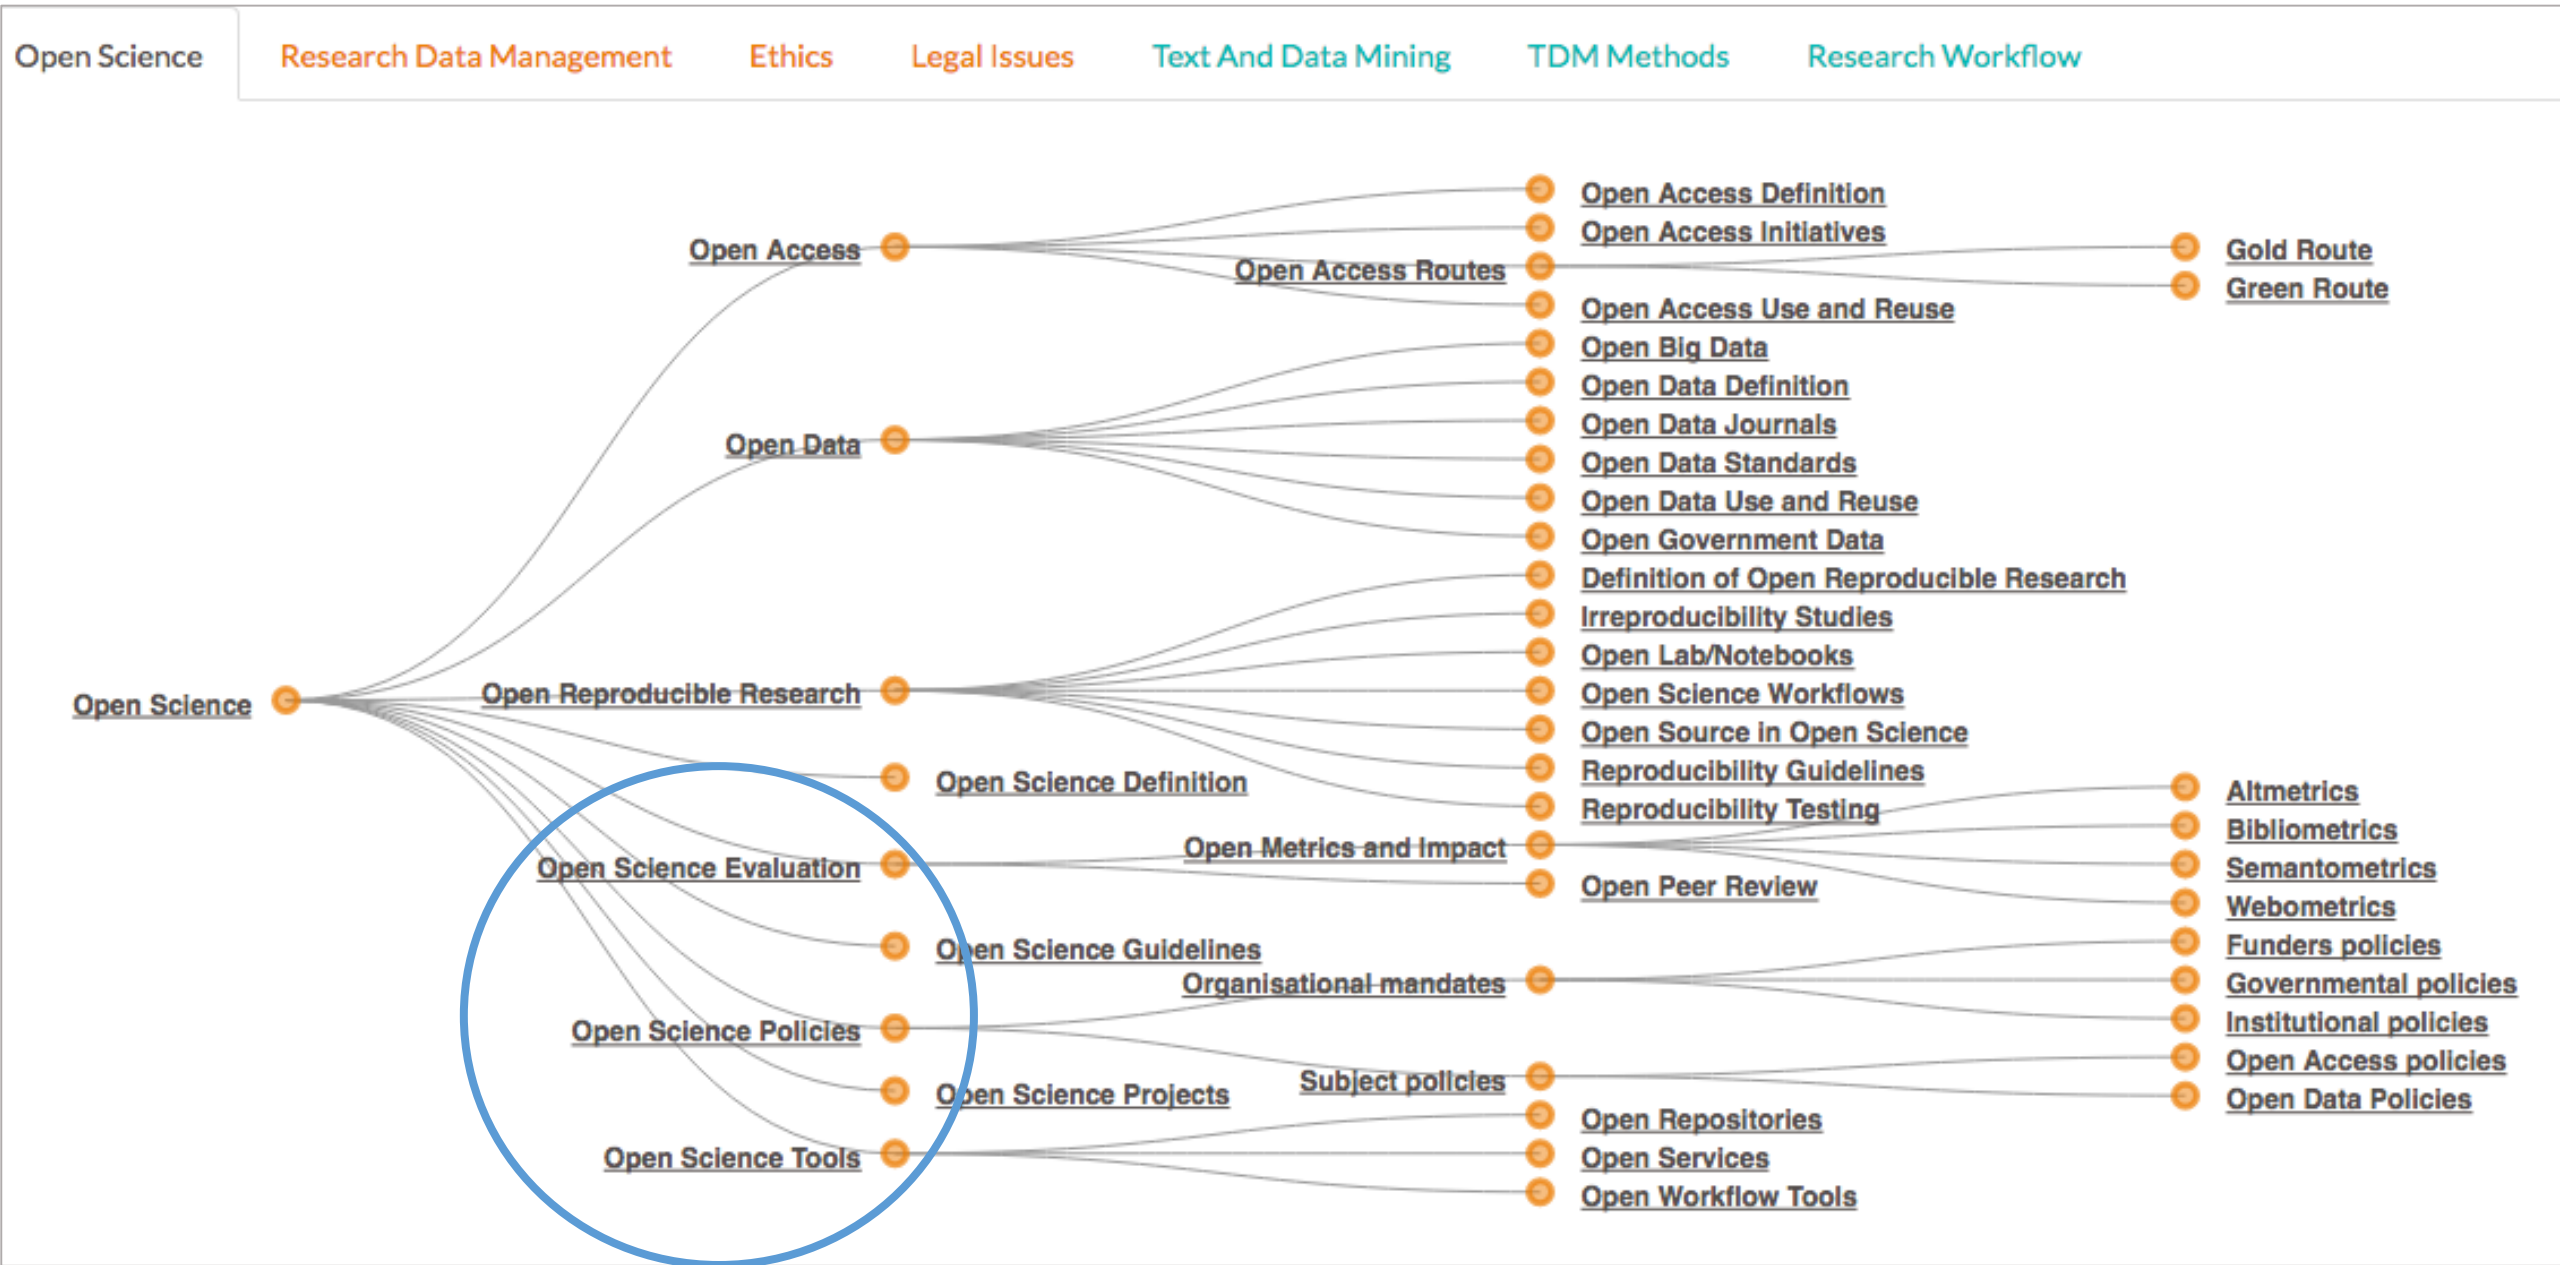 Open Science Research Data Management Ethics Legal Issues Text And Data Mining TDM Methods Research Workflow
Open Science
Open Access
Open Access Definition
Open Access Initiatives
Open Access Routes
Gold Route
Green Route
Open Access Use and Reuse
Open Data
Open Big Data
Open Data Definition
Open Data Journals
Open Data Standards
Open Data Use and Reuse
Open Government Data
Open Reproducible Research
Definition of Open Reproducible Research
Irreproducibility Studies
Open Lab/Notebooks
Open Science Workflows
Open Source in Open Science
Reproducibility Guidelines
Reproducibility Testing
Open Science Definition
Open Science Evaluation
Open Metrics and Impact
Altmetrics
Bibliometrics
Semantometrics
Webometrics
Open Peer Review
Open Science Guidelines
Open Science Policies
Organisational mandates
Funders policies
Governmental policies
Institutional policies
Subject policies
Open Access policies
Open Data Policies
Open Science Projects
Open Science Tools
Open Repositories
Open Services
Open Workflow Tools